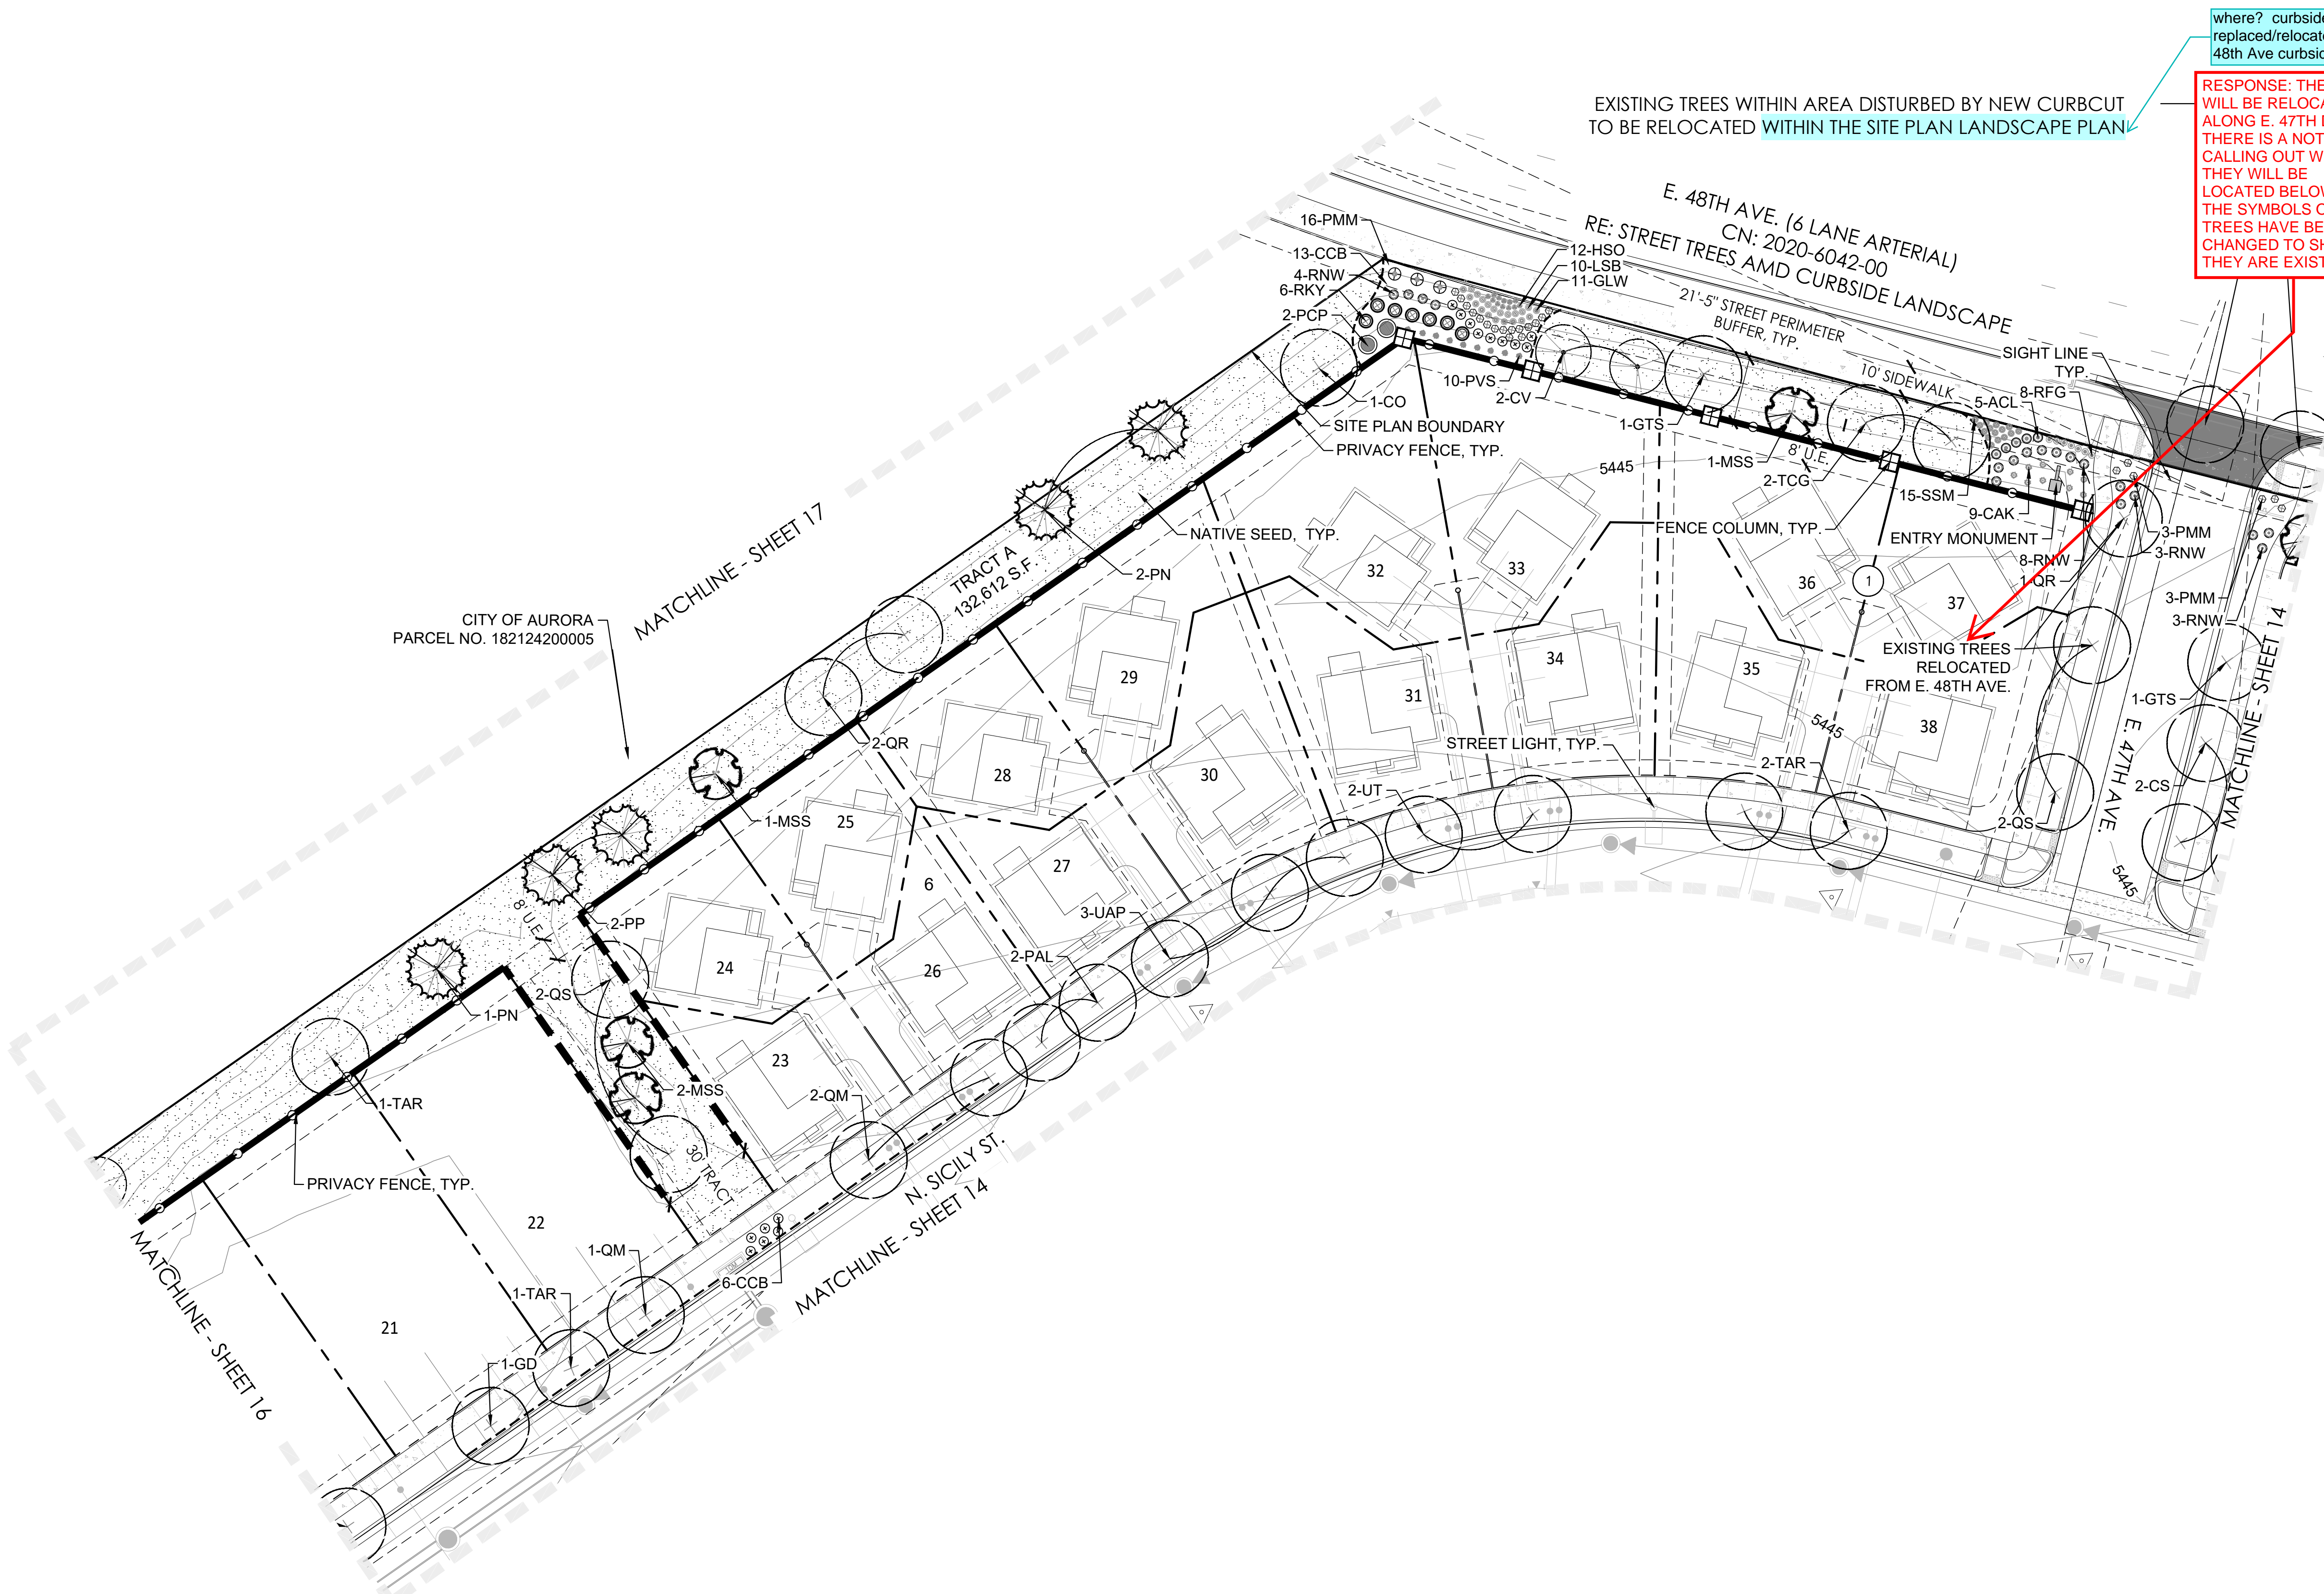 where? curbside
replaced/relocate
48th Ave curbsid
EXISTING TREES WITHIN AREA DISTURBED BY NEW CURBCUT
TO BE RELOCATED WITHIN THE SITE PLAN LANDSCAPE PLAN
RESPONSE: THE
WILL BE RELOCA
ALONG E. 47TH
THERE IS A NOT
CALLING OUT W
THEY WILL BE
LOCATED BELOW
THE SYMBOLS O
TREES HAVE BE
CHANGED TO SH
THEY ARE EXIST
E. 48TH AVE. (6 LANE ARTERIAL)
CN: 2020-6042-00
RE: STREET TREES AMD CURBSIDE LANDSCAPE
21'-5" STREET PERIMETER
BUFFER, TYP.
10' SIDEWALK
16-PMM
13-CCB
4-RNW
6-RKY
2-PCP
12-HSO
10-LSB
11-GLW
SIGHT LINE
TYP.
8-RFG
5-ACL
10-PVS
2-CV
1-GTS
1-MSS
8' U.E.
2-TCG
15-SSM
9-CAK
1-CO
SITE PLAN BOUNDARY
PRIVACY FENCE, TYP.
5445
FENCE COLUMN, TYP.
ENTRY MONUMENT
8-RNW
1-QR
3-PMM
3-RNW
3-PMM
3-RNW
NATIVE SEED, TYP.
2-PN
TRACT A
132,612 S.F.
MATCHLINE - SHEET 17
CITY OF AURORA
PARCEL NO. 182124200005
32
33
36
1
37
EXISTING TREES
RELOCATED
FROM E. 48TH AVE.
29
31
34
35
38
5445
1-GTS
MATCHLINE - SHEET 14
E. 47TH AVE.
2-QR
28
30
STREET LIGHT, TYP.
2-TAR
2-CS
2-UT
2-QS
5445
1-MSS
25
6
27
8' U.E.
2-PP
3-UAP
24
26
2-PAL
2-QS
1-PN
23
2-MSS
2-QM
1-TAR
30' TRACT
PRIVACY FENCE, TYP.
N. SICILY ST.
MATCHLINE - SHEET 14
22
1-QM
6-CCB
1-TAR
21
1-GD
MATCHLINE - SHEET 16